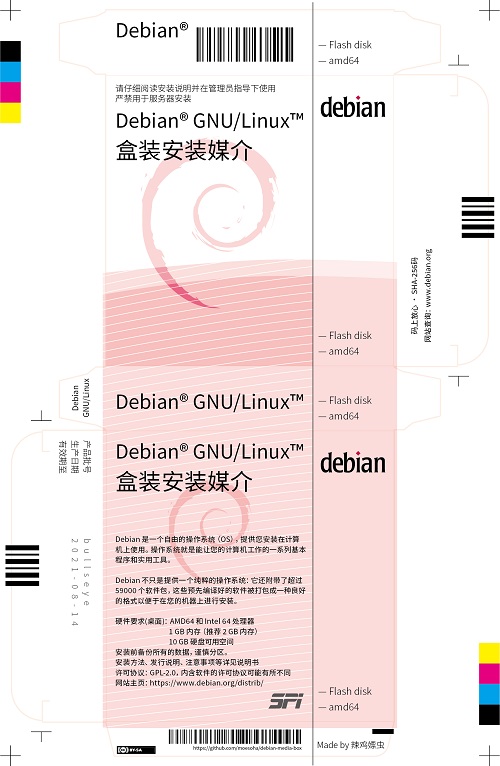 Debian®
— Flash disk
— amd64
请仔细阅读安装说明并在管理员指导下使用
严禁用于服务器安装
Debian® GNU/Linux™
盒装安装媒介
debian
码上放心 · SHA-256码
网站查询: www.debian.org
— Flash disk
— amd64
Debian
GNU/Linux
Debian® GNU/Linux™
— Flash disk
— amd64
产品批号
生产日期
有效期至
bullseye
2021-08-14
Debian® GNU/Linux™
盒装安装媒介
debian
Debian 是一个自由的操作系统 (OS) , 提供您安装在计算
机上使用。操作系统就是能让您的计算机工作的一系列基本
程序和实用工具。
Debian 不只是提供一个纯粹的操作系统: 它还附带了超过
59000 个软件包, 这些预先编译好的软件被打包成一种良好
的格式以便于在您的机器上进行安装。
硬件要求(桌面): AMD64 和 Intel 64 处理器
1 GB 内存 (推荐 2 GB 内存)
10 GB 硬盘可用空间
安装前备份所有的数据, 谨慎分区。
安装方法、发行说明、注意事项等详见说明书
许可协议: GPL-2.0, 内含软件的许可协议可能有所不同
网站主页: https://www.debian.org/distrib/
SPI
— Flash disk
— amd64
cc BY-SA
https://github.com/moesoha/debian-media-box
Made by 辣鸡嫖虫